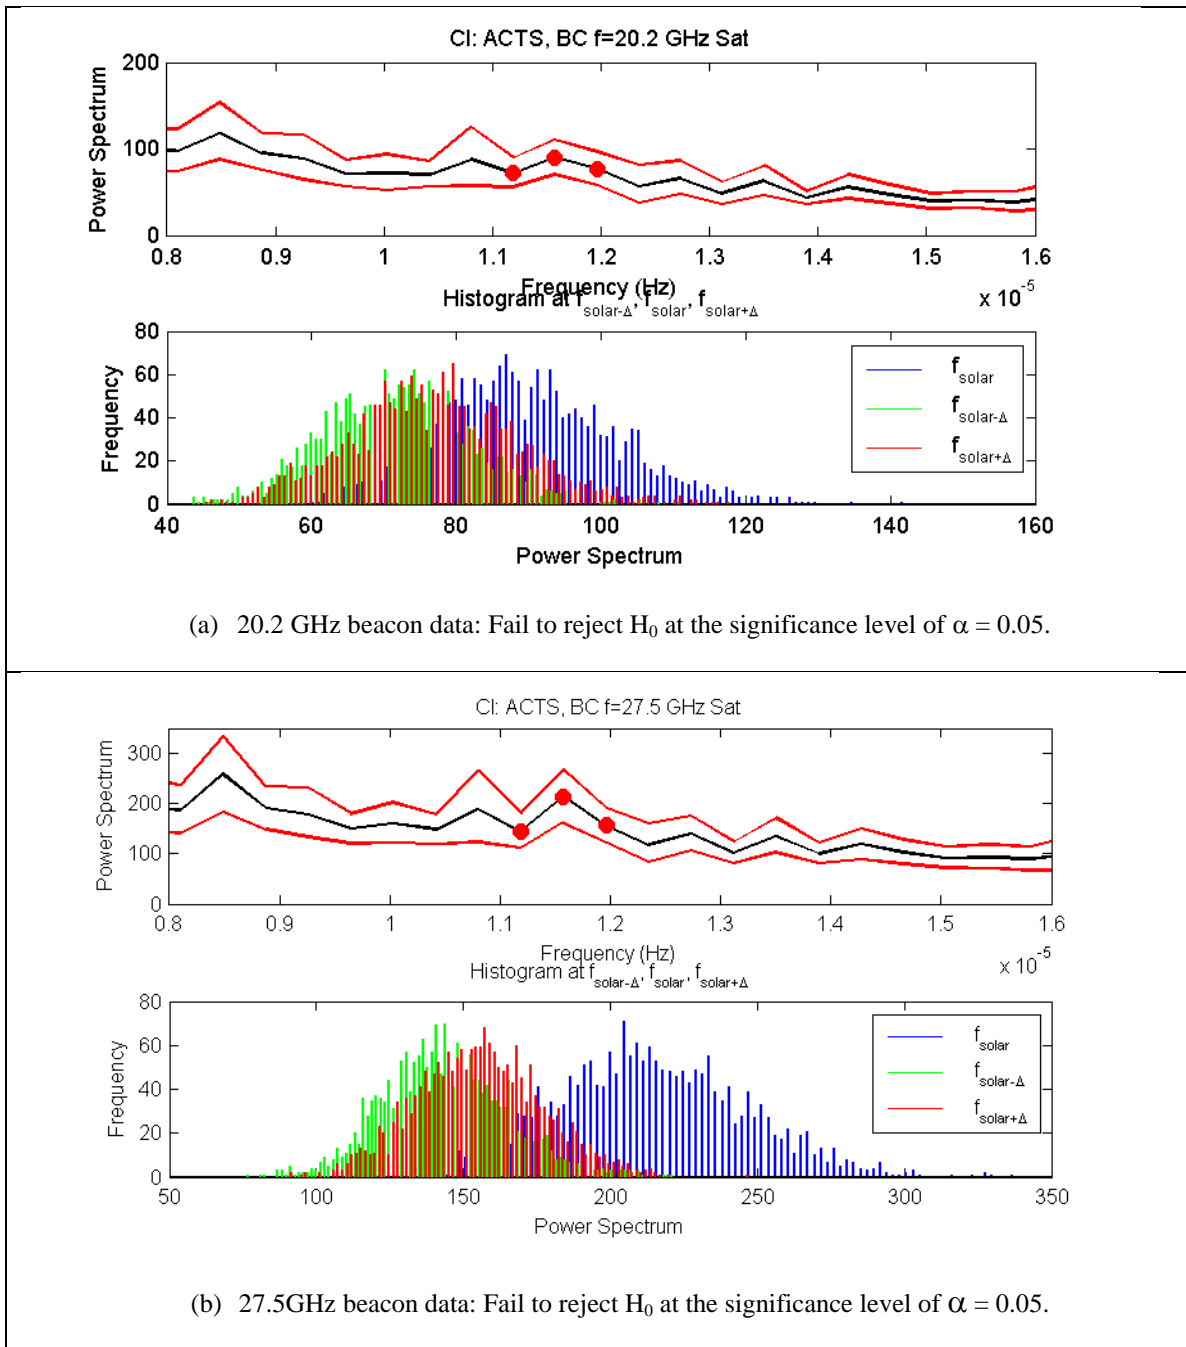 CI: ACTS, BC f=20.2 GHz Sat
Power Spectrum
200
100
0
0.8 0.9 1 1.1 1.2 1.3 1.4 1.5 1.6
Frequency (Hz)
x 10-5
Histogram at fsolar-Δ, fsolar, fsolar+Δ
Frequency
80
60
40
20
0
fsolar
fsolar-Δ
fsolar+Δ
40 60 80 100 120 140 160
Power Spectrum
(a) 20.2 GHz beacon data: Fail to reject H0 at the significance level of α = 0.05.
CI: ACTS, BC f=27.5 GHz Sat
Power Spectrum
300
200
100
0
0.8 0.9 1 1.1 1.2 1.3 1.4 1.5 1.6
Frequency (Hz)
x 10-5
Histogram at fsolar-Δ, fsolar, fsolar+Δ
Frequency
80
60
40
20
0
fsolar
fsolar-Δ
fsolar+Δ
50 100 150 200 250 300 350
Power Spectrum
(b) 27.5GHz beacon data: Fail to reject H0 at the significance level of α = 0.05.